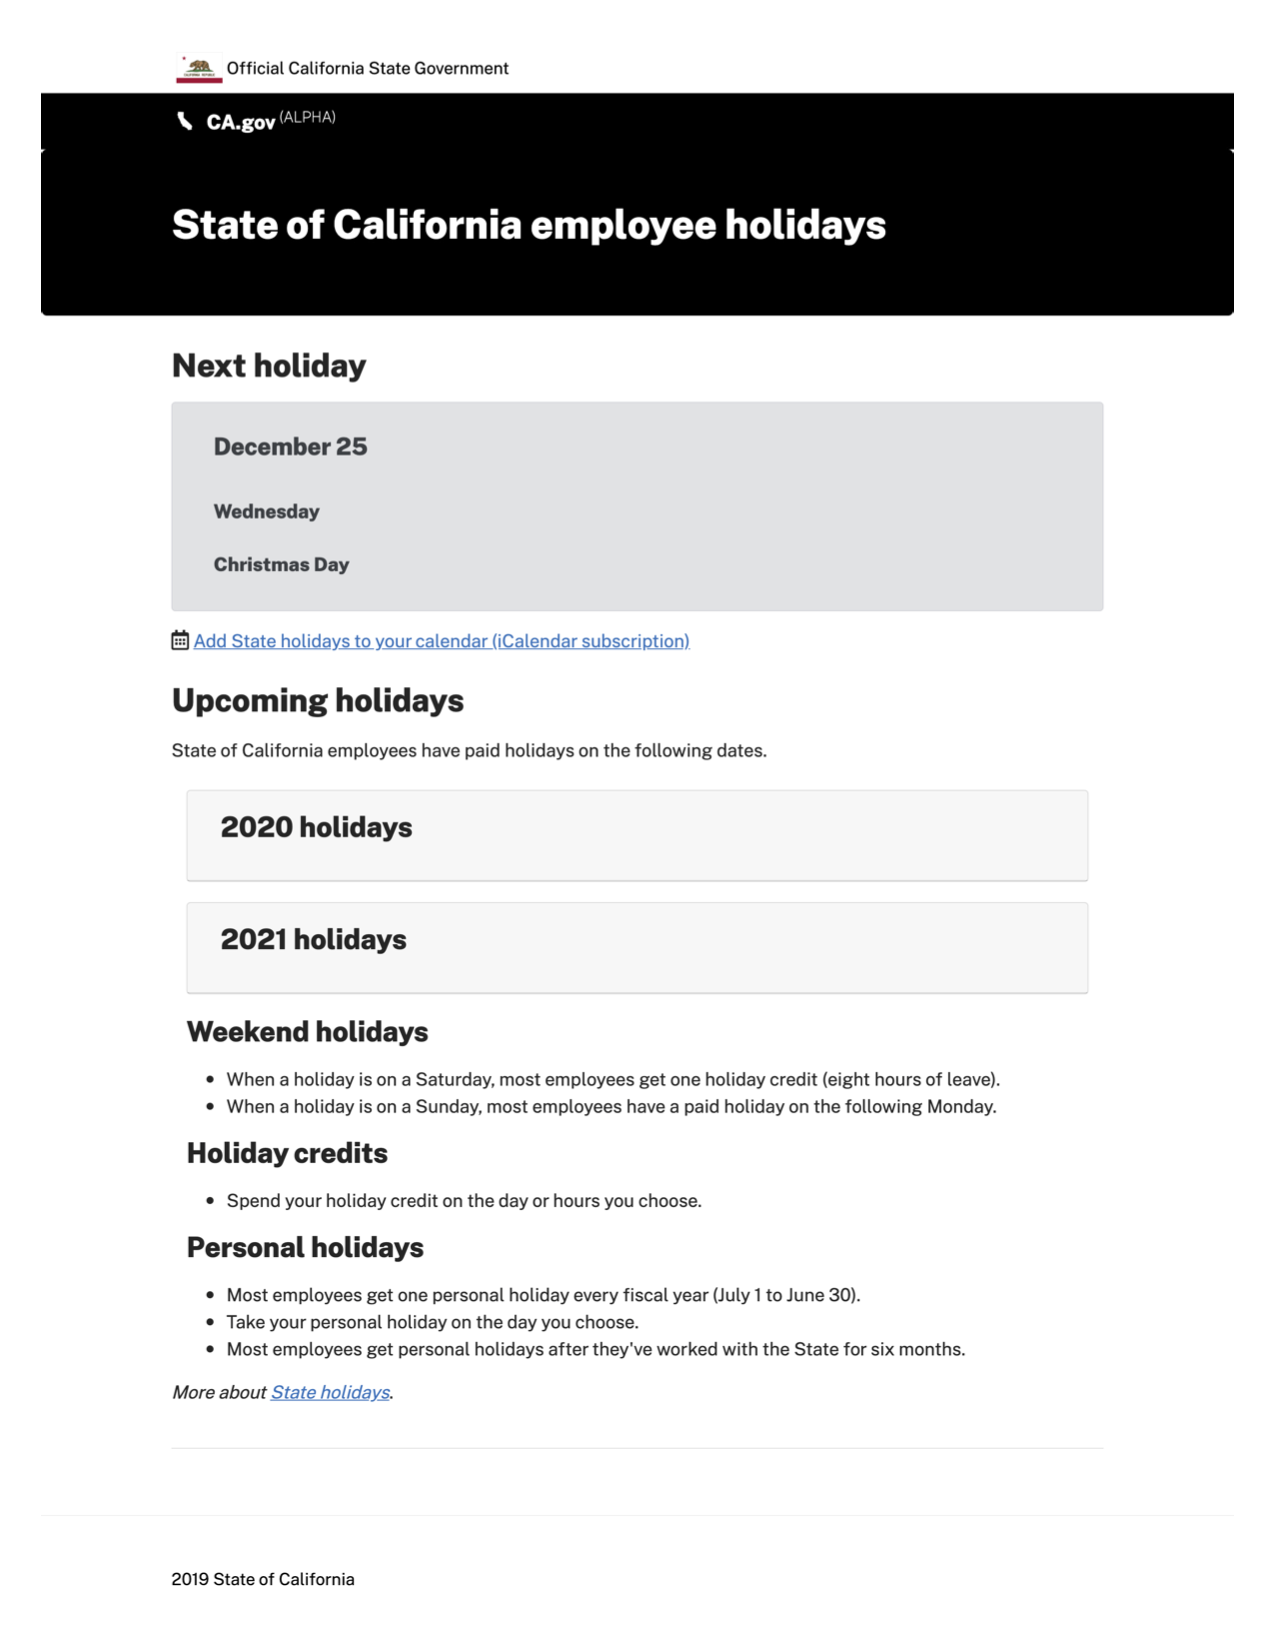 Official California State Government
CA.gov (ALPHA)
State of California employee holidays
Next holiday
December 25
Wednesday
Christmas Day
Add State holidays to your calendar (iCalendar subscription)
Upcoming holidays
State of California employees have paid holidays on the following dates.
2020 holidays
2021 holidays
Weekend holidays
• When a holiday is on a Saturday, most employees get one holiday credit (eight hours of leave).
• When a holiday is on a Sunday, most employees have a paid holiday on the following Monday.
Holiday credits
• Spend your holiday credit on the day or hours you choose.
Personal holidays
• Most employees get one personal holiday every fiscal year (July 1 to June 30).
• Take your personal holiday on the day you choose.
• Most employees get personal holidays after they've worked with the State for six months.
More about State holidays.
2019 State of California